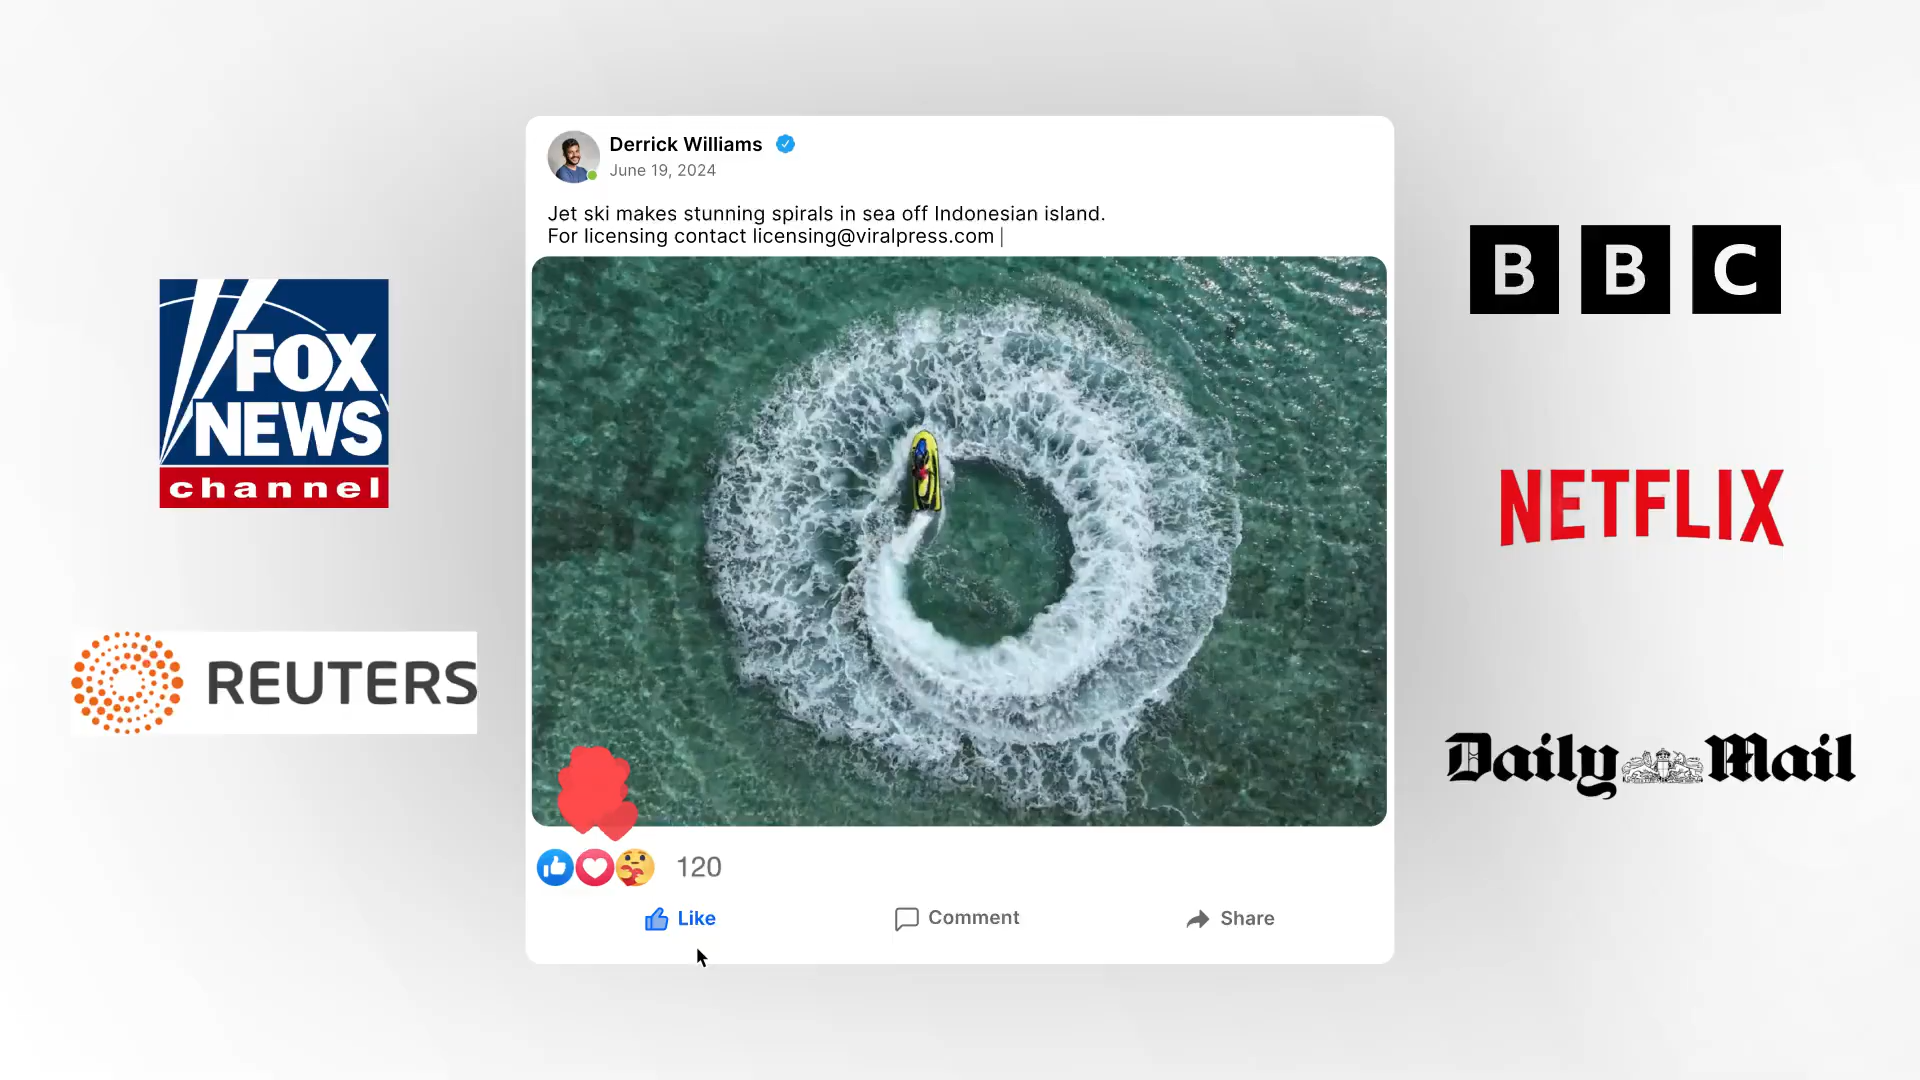 Derrick Williams
June 19, 2024
Jet ski makes stunning spirals in sea off Indonesian island.
For licensing contact licensing@viralpress.com
FOX
NEWS
channel
REUTERS
BBC
NETFLIX
Daily Mail
120
Like
Comment
Share